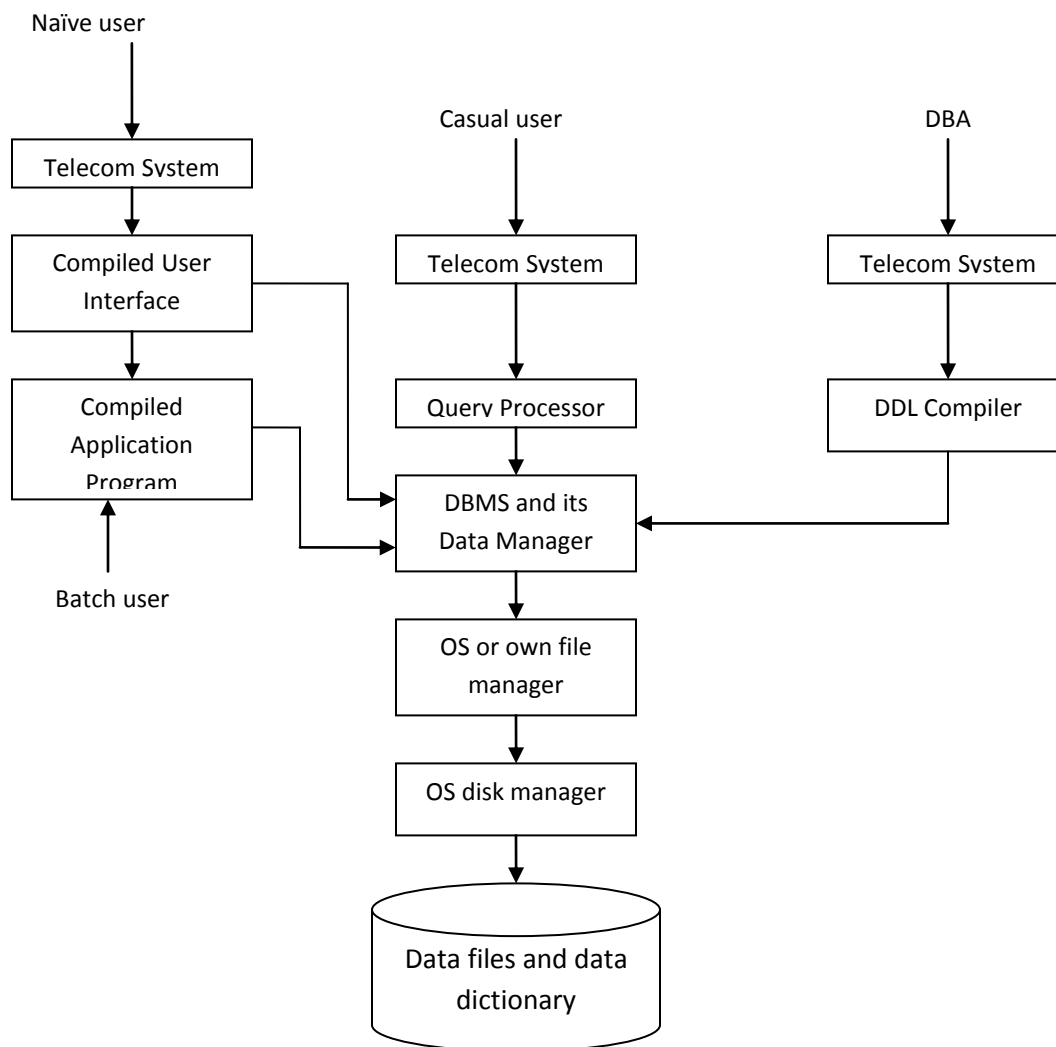 Naïve user
Casual user
DBA
Telecom System
Compiled User
Interface
Telecom System
Telecom System
Compiled
Application
Program
Query Processor
DDL Compiler
DBMS and its
Data Manager
Batch user
OS or own file
manager
OS disk manager
Data files and data
dictionary